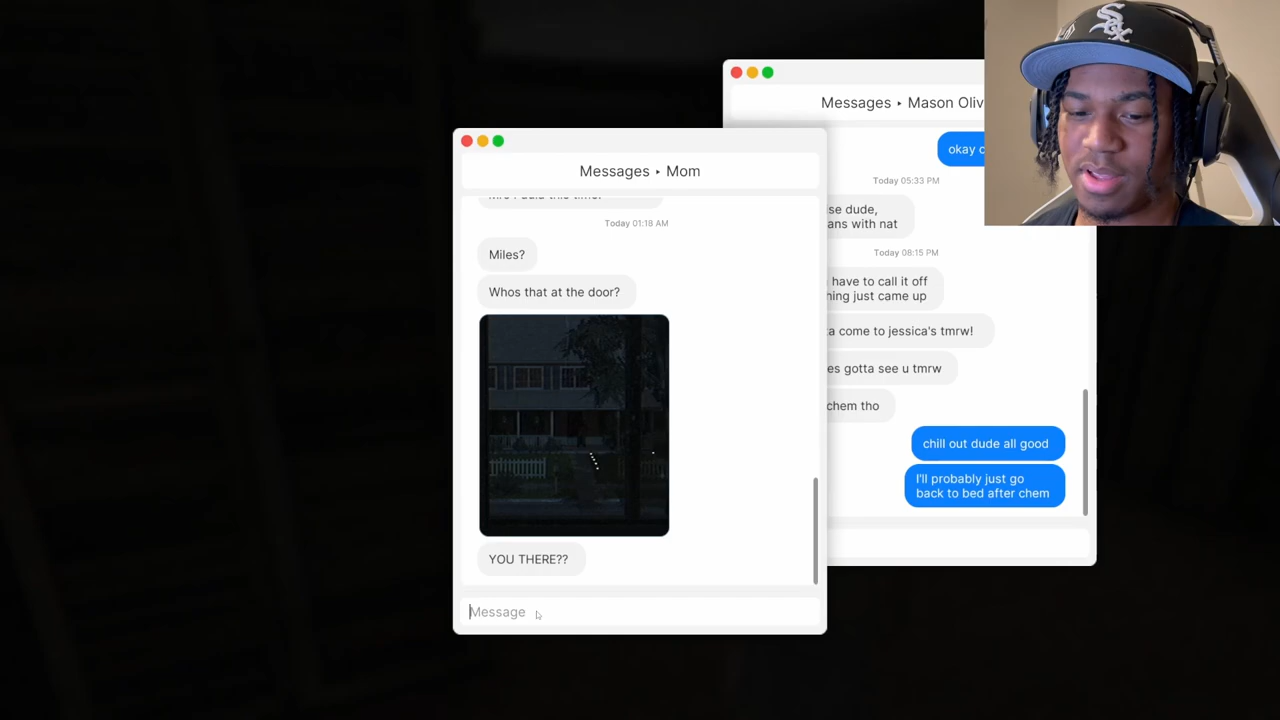 Messages ▸ Mason Oliv
okay c
Today 05:33 PM
ise dude,
ans with nat
Today 08:15 PM
have to call it off
hing just came up
a come to jessica's tmrw!
es gotta see u tmrw
chem tho
chill out dude all good
I'll probably just go
back to bed after chem
Messages ▸ Mom
Today 01:18 AM
Miles?
Whos that at the door?
YOU THERE??
Message
Sox